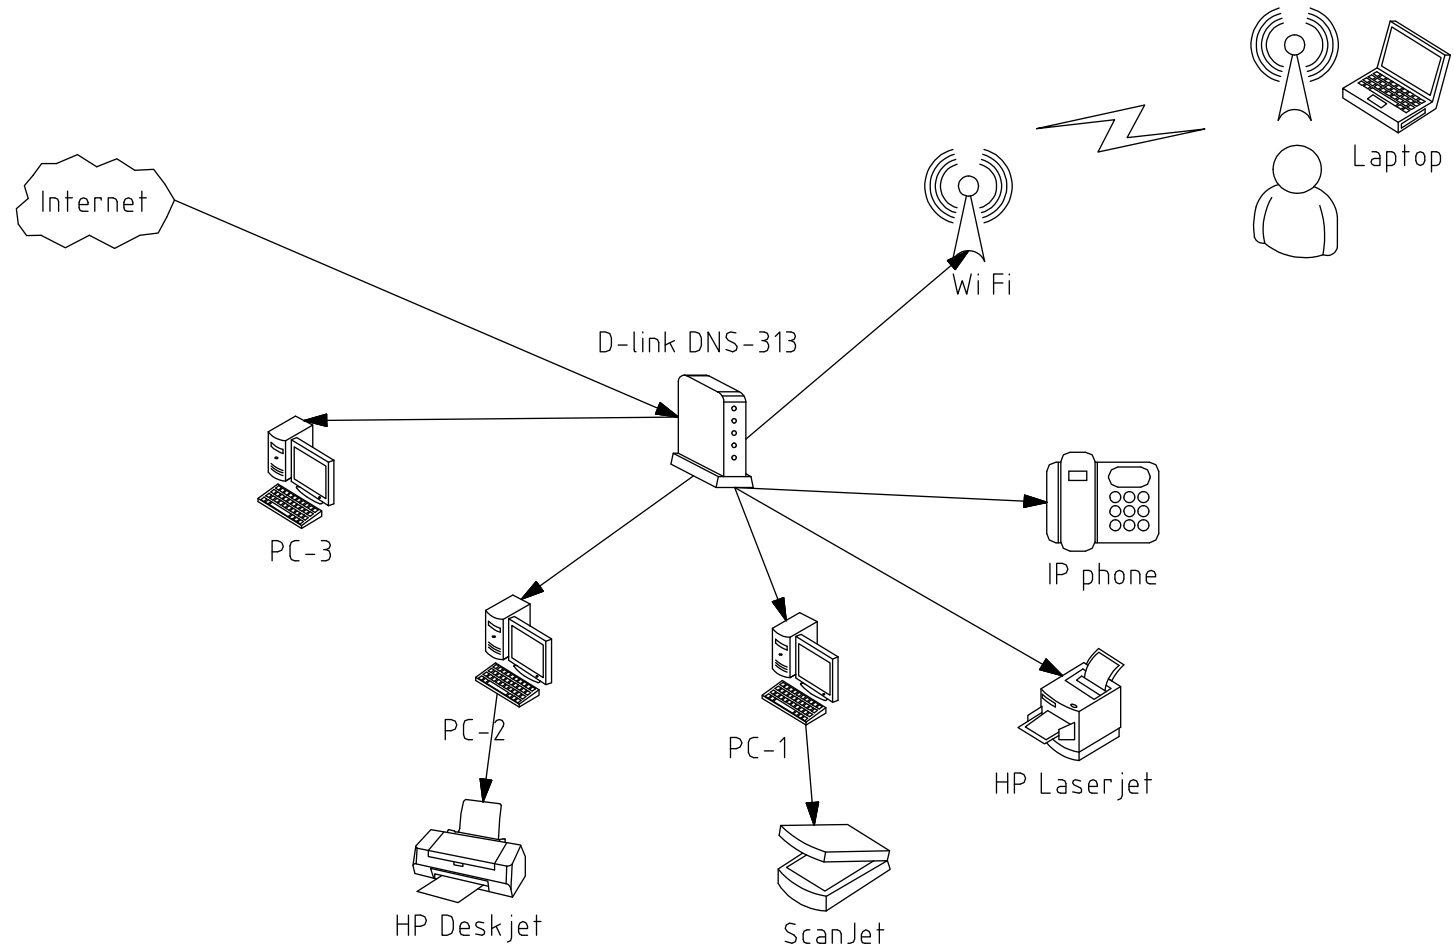 Laptop
Internet
Wi Fi
D-link DNS-313
PC-3
IP phone
PC-2
PC-1
HP Laserjet
HP Deskjet
ScanJet